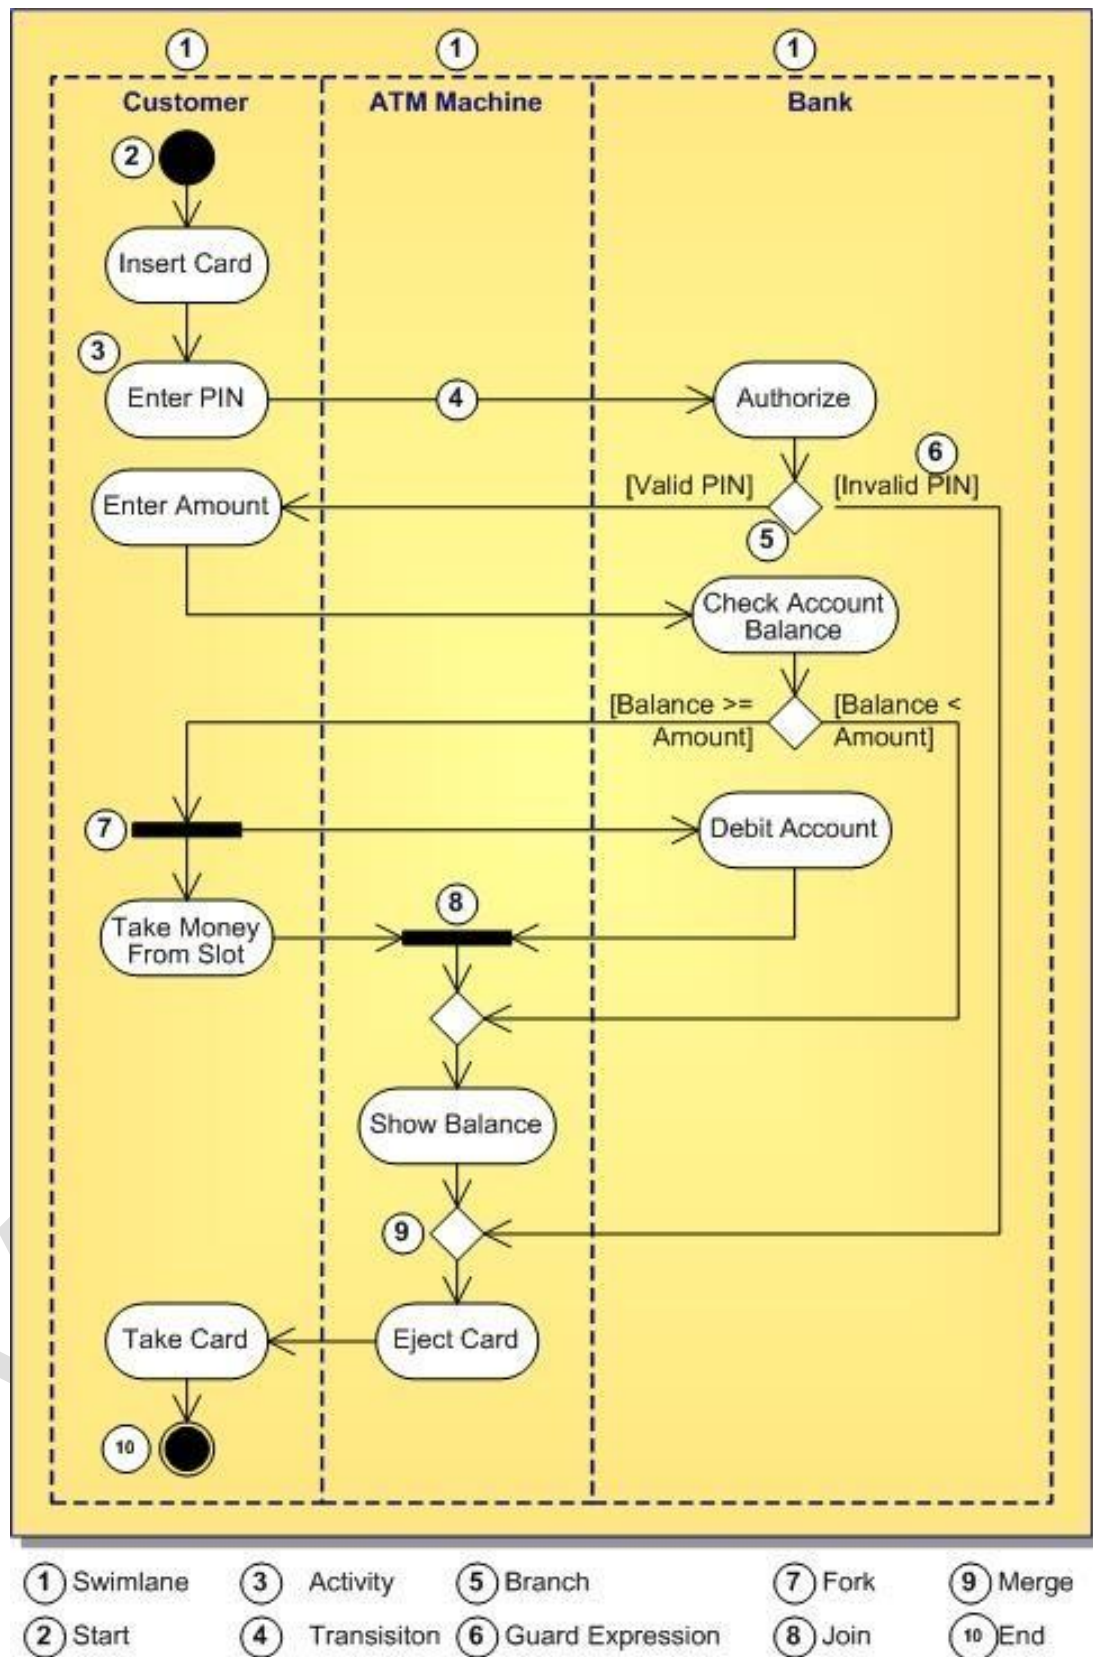 1 1 1
Customer ATM Machine Bank
2
Insert Card
3
Enter PIN 4 Authorize
6
[Valid PIN] [Invalid PIN]
Enter Amount
5
Check Account
Balance
[Balance >= [Balance <
Amount] Amount]
7 Debit Account
8
Take Money
From Slot
Show Balance
9
Take Card Eject Card
10
1 Swimlane 3 Activity 5 Branch 7 Fork 9 Merge
2 Start 4 Transisiton 6 Guard Expression 8 Join 10 End